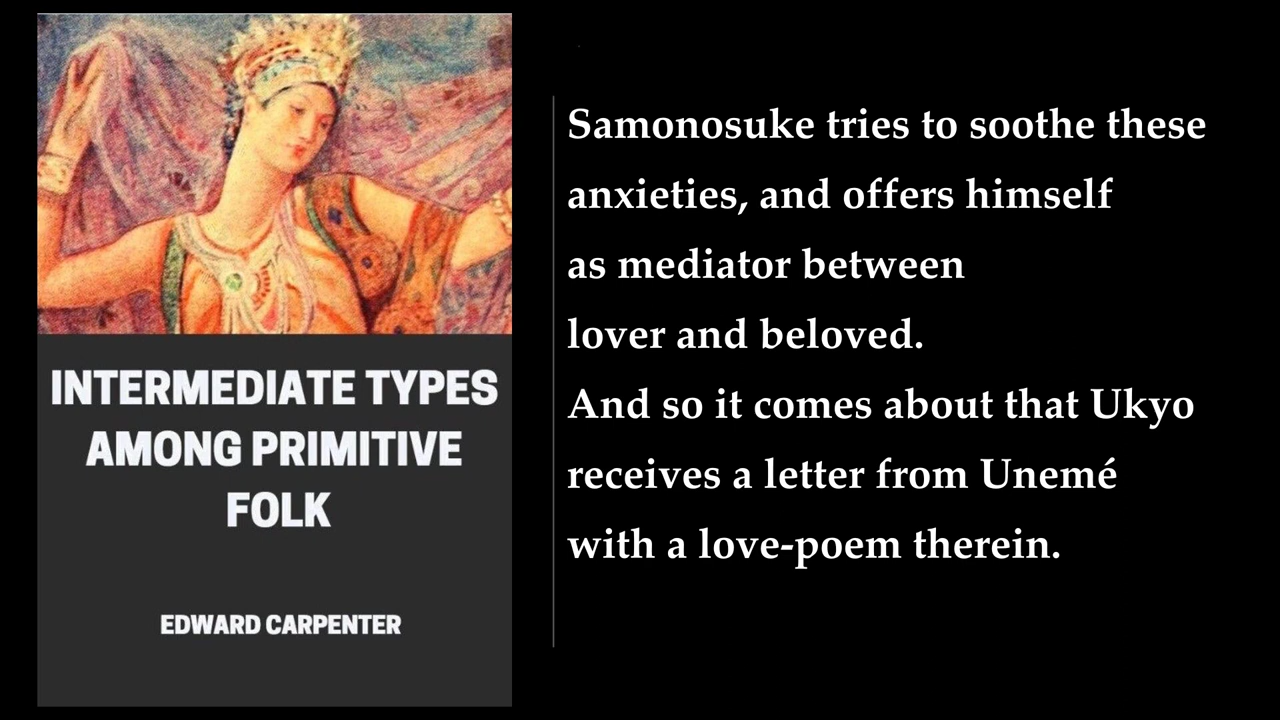 INTERMEDIATE TYPES
AMONG PRIMITIVE
FOLK
EDWARD CARPENTER
Samonosuke tries to soothe these
anxieties, and offers himself
as mediator between
lover and beloved.
And so it comes about that Ukyo
receives a letter from Unemé
with a love-poem therein.